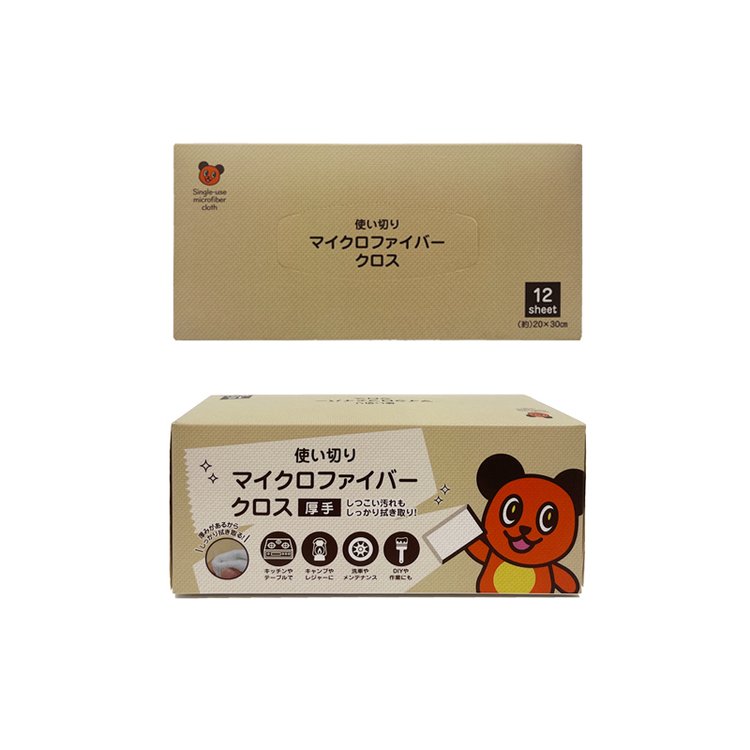 Single-use
microfiber
cloth
使い切り
マイクロファイバー
クロス
12
sheet
(約)20×30㎝
使い切り
マイクロファイバー
クロス 厚手 しつこい汚れも
しっかり拭き取り!
厚みがあるから
しっかり拭き取る!
キッチンや
テーブルで
キャンプや
レジャーに
洗車や
メンテナンス
DIYや
作業にも